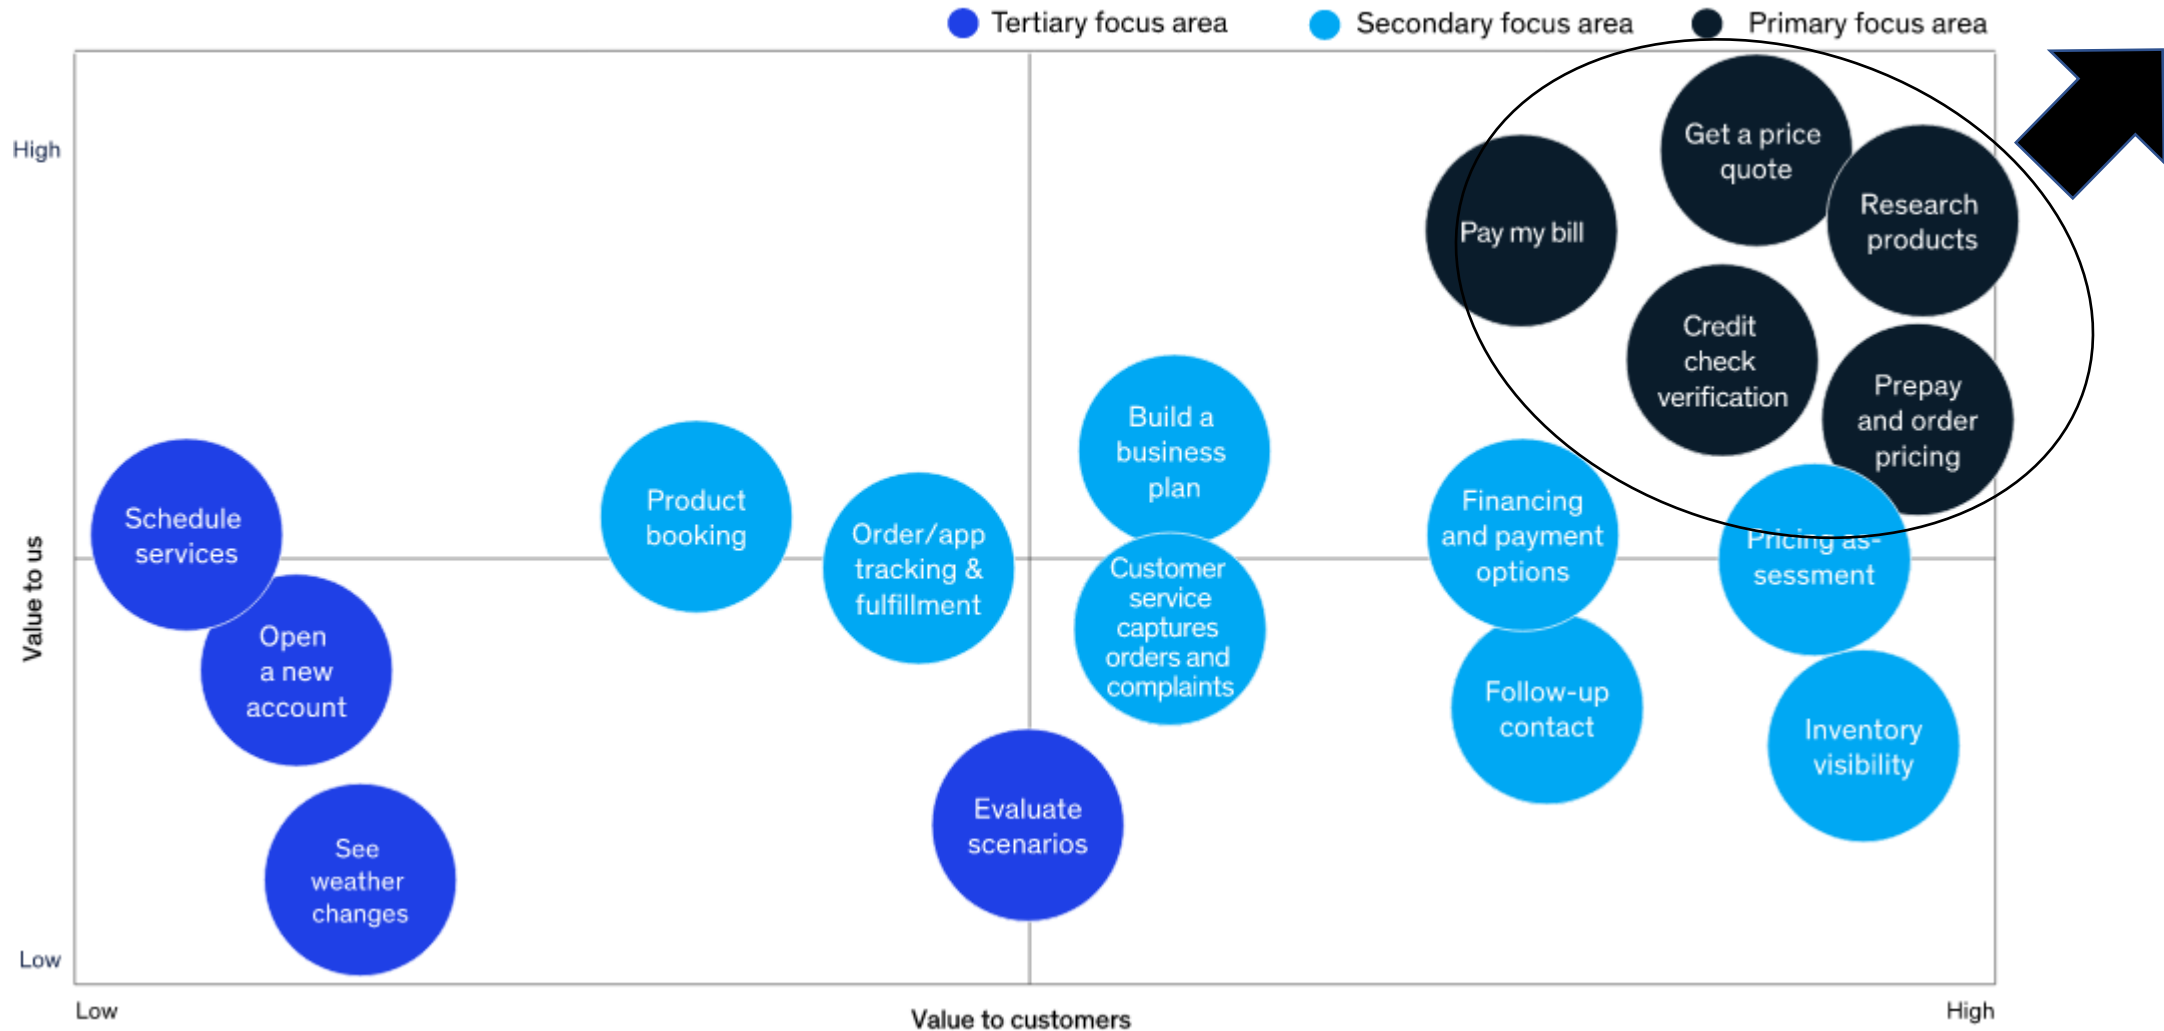 Tertiary focus area
Secondary focus area
Primary focus area
High
Value to us
Low
Low
Value to customers
High
Get a price
quote
Pay my bill
Research
products
Credit
check
verification
Prepay
and order
pricing
Build a
business
plan
Product
booking
Schedule
services
Order/app
tracking &
fulfillment
Financing
and payment
options
Pricing as-
sessment
Customer
service
captures
orders and
complaints
Open
a new
account
Follow-up
contact
Inventory
visibility
Evaluate
scenarios
See
weather
changes